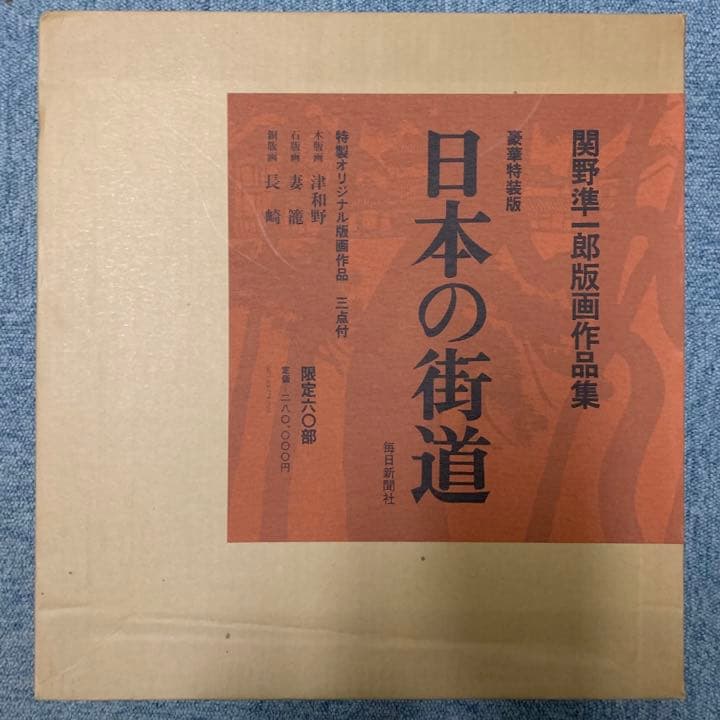 関野準一郎版画作品集
豪華特装版
日本の街道
毎日新聞社
特製オリジナル版画作品 三点付
木版画 津和野
石版画 妻籠
銅版画 長崎
限定六〇部
定価・二八〇、〇〇〇円